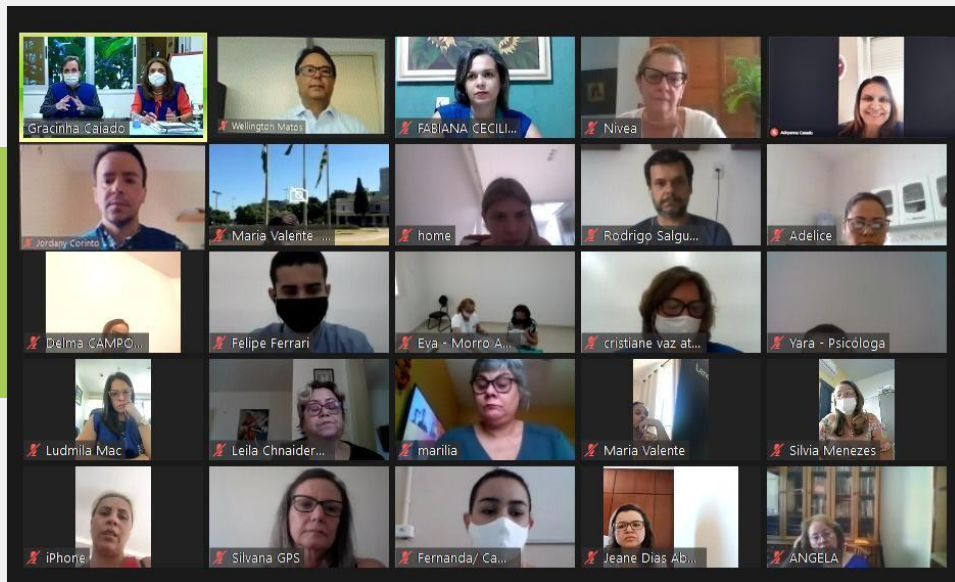 Gracinha Caiado
Wellington Matos
FABIANA CECILI...
Nivea
Adryanna Caiado
Jordany Corinto
Maria Valente ...
home
Rodrigo Salgu...
Adelice
Delma CAMPO...
Felipe Ferrari
Eva - Morro A...
cristiane vaz at...
Yara - Psicóloga
Ludmila Mac
Leila Chnaider...
marilia
Maria Valente
Silvia Menezes
iPhone
Silvana GPS
Fernanda/ Ca...
Jeane Dias Ab...
ANGELA